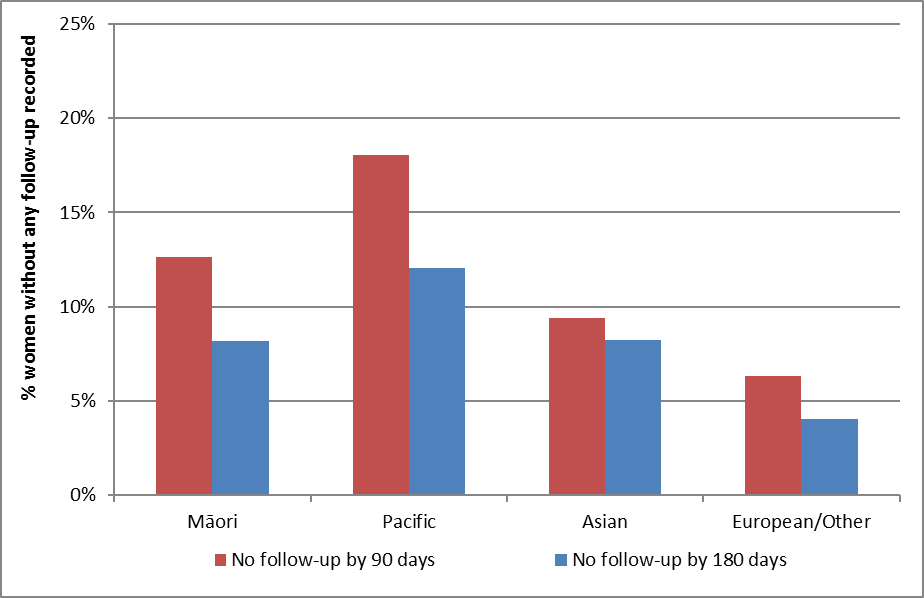 % women without any follow-up recorded
25%
20%
15%
10%
5%
0%
Māori Pacific Asian European/Other
No follow-up by 90 days No follow-up by 180 days